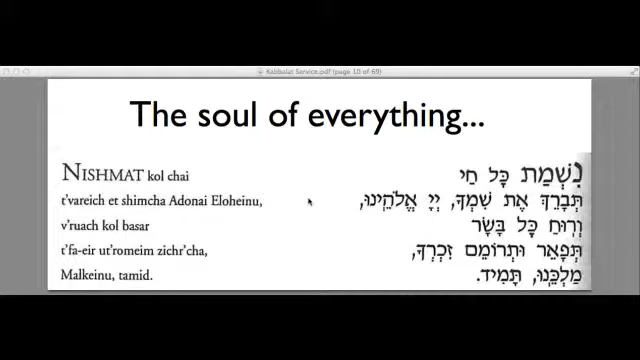 Kabbalat Service.pdf (page 10 of 69)
The soul of everything...
NISHMAT kol chai
t'vareich et shimcha Adonai Eloheinu,
v'ruach kol basar
t'fa-eir ut'romeim zichr'cha,
Malkeinu, tamid.
נִשְׁמַת כׇּל חַי
תְּבָרֵךְ אֶת שִׁמְךָ, יְיָ אֱלֹהֵֽינוּ,
וְרֽוּחַ כׇּל בָּשָׂר
תְּפָאֵר וּתְרוֹמֵם זִכְרְךָ,
מַלְכֵּֽנוּ, תָּמִיד.